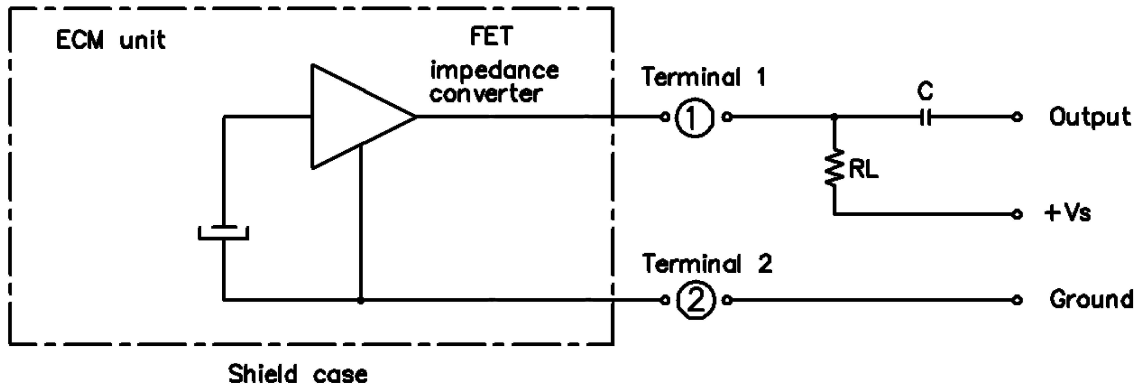 ECM unit
FET
impedance
converter
Terminal 1
1
C
Output
RL
+Vs
Terminal 2
2
Ground
Shield case